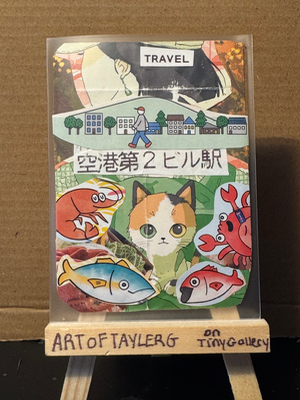 TRAVEL
空港第2ビル駅
ARTOFTAYLERG
on
TinyGallery